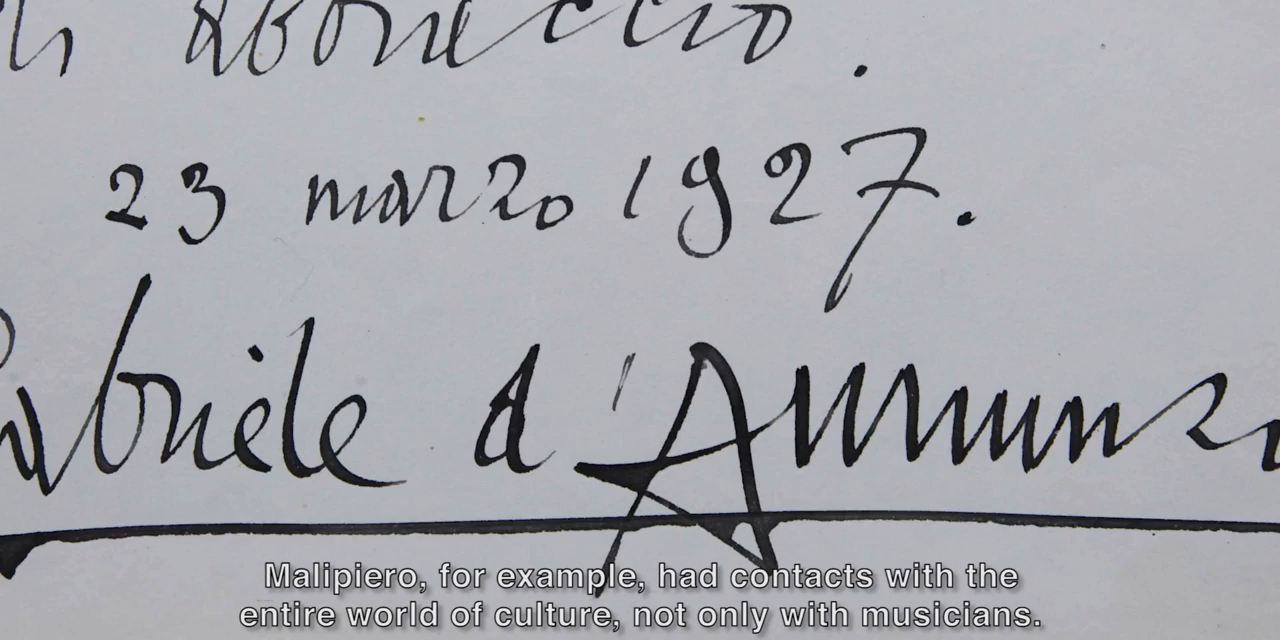 23 marzo 1927.
Gabriele d'Annunzio
Malipiero, for example, had contacts with the
entire world of culture, not only with musicians.